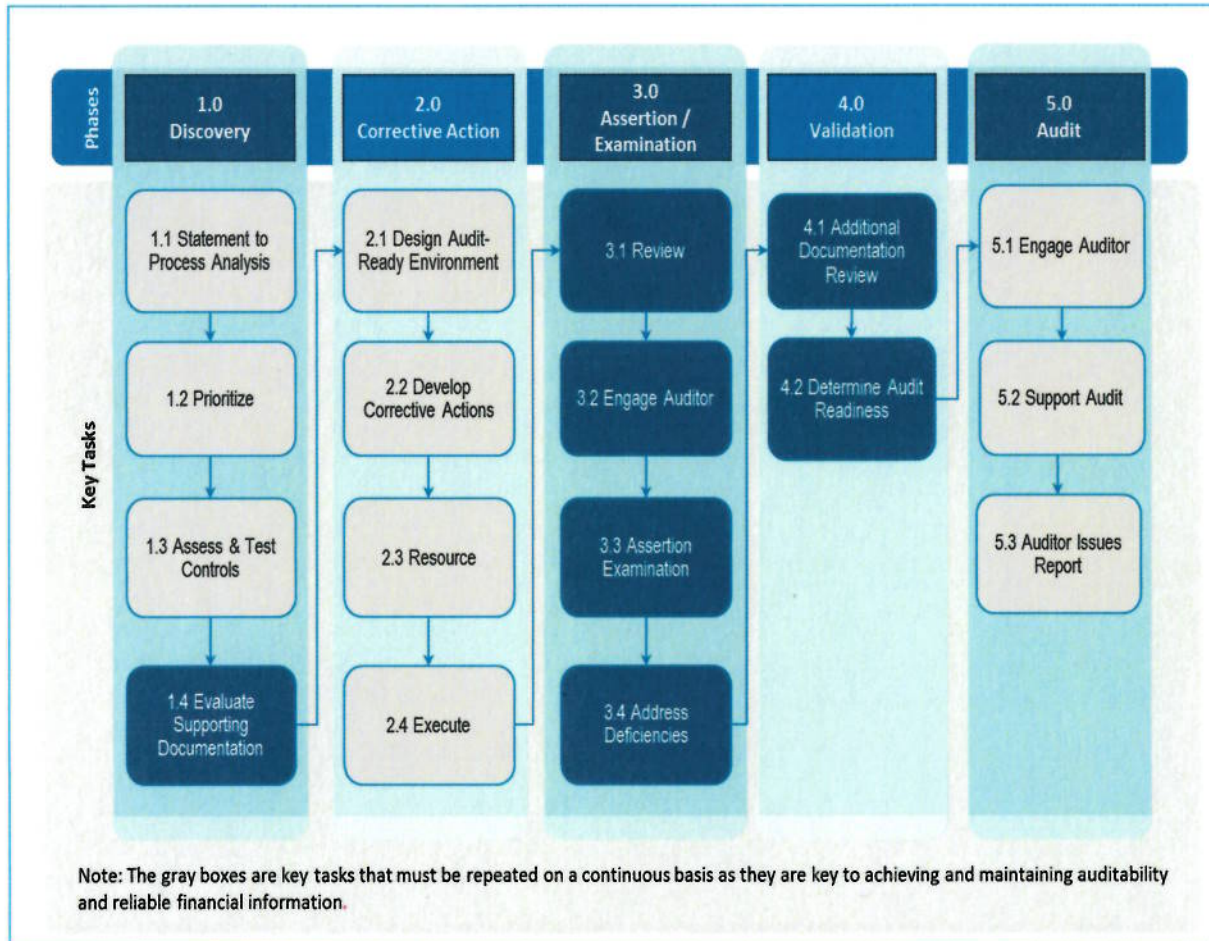 Phases
1.0
Discovery
2.0
Corrective Action
3.0
Assertion /
Examination
4.0
Validation
5.0
Audit
Key Tasks
1.1 Statement to
Process Analysis
1.2 Prioritize
1.3 Assess & Test
Controls
1.4 Evaluate
Supporting
Documentation
2.1 Design Audit-
Ready Environment
2.2 Develop
Corrective Actions
2.3 Resource
2.4 Execute
3.1 Review
3.2 Engage Auditor
3.3 Assertion
Examination
3.4 Address
Deficiencies
4.1 Additional
Documentation
Review
4.2 Determine Audit
Readiness
5.1 Engage Auditor
5.2 Support Audit
5.3 Auditor Issues
Report
Note: The gray boxes are key tasks that must be repeated on a continuous basis as they are key to achieving and maintaining auditability
and reliable financial information.